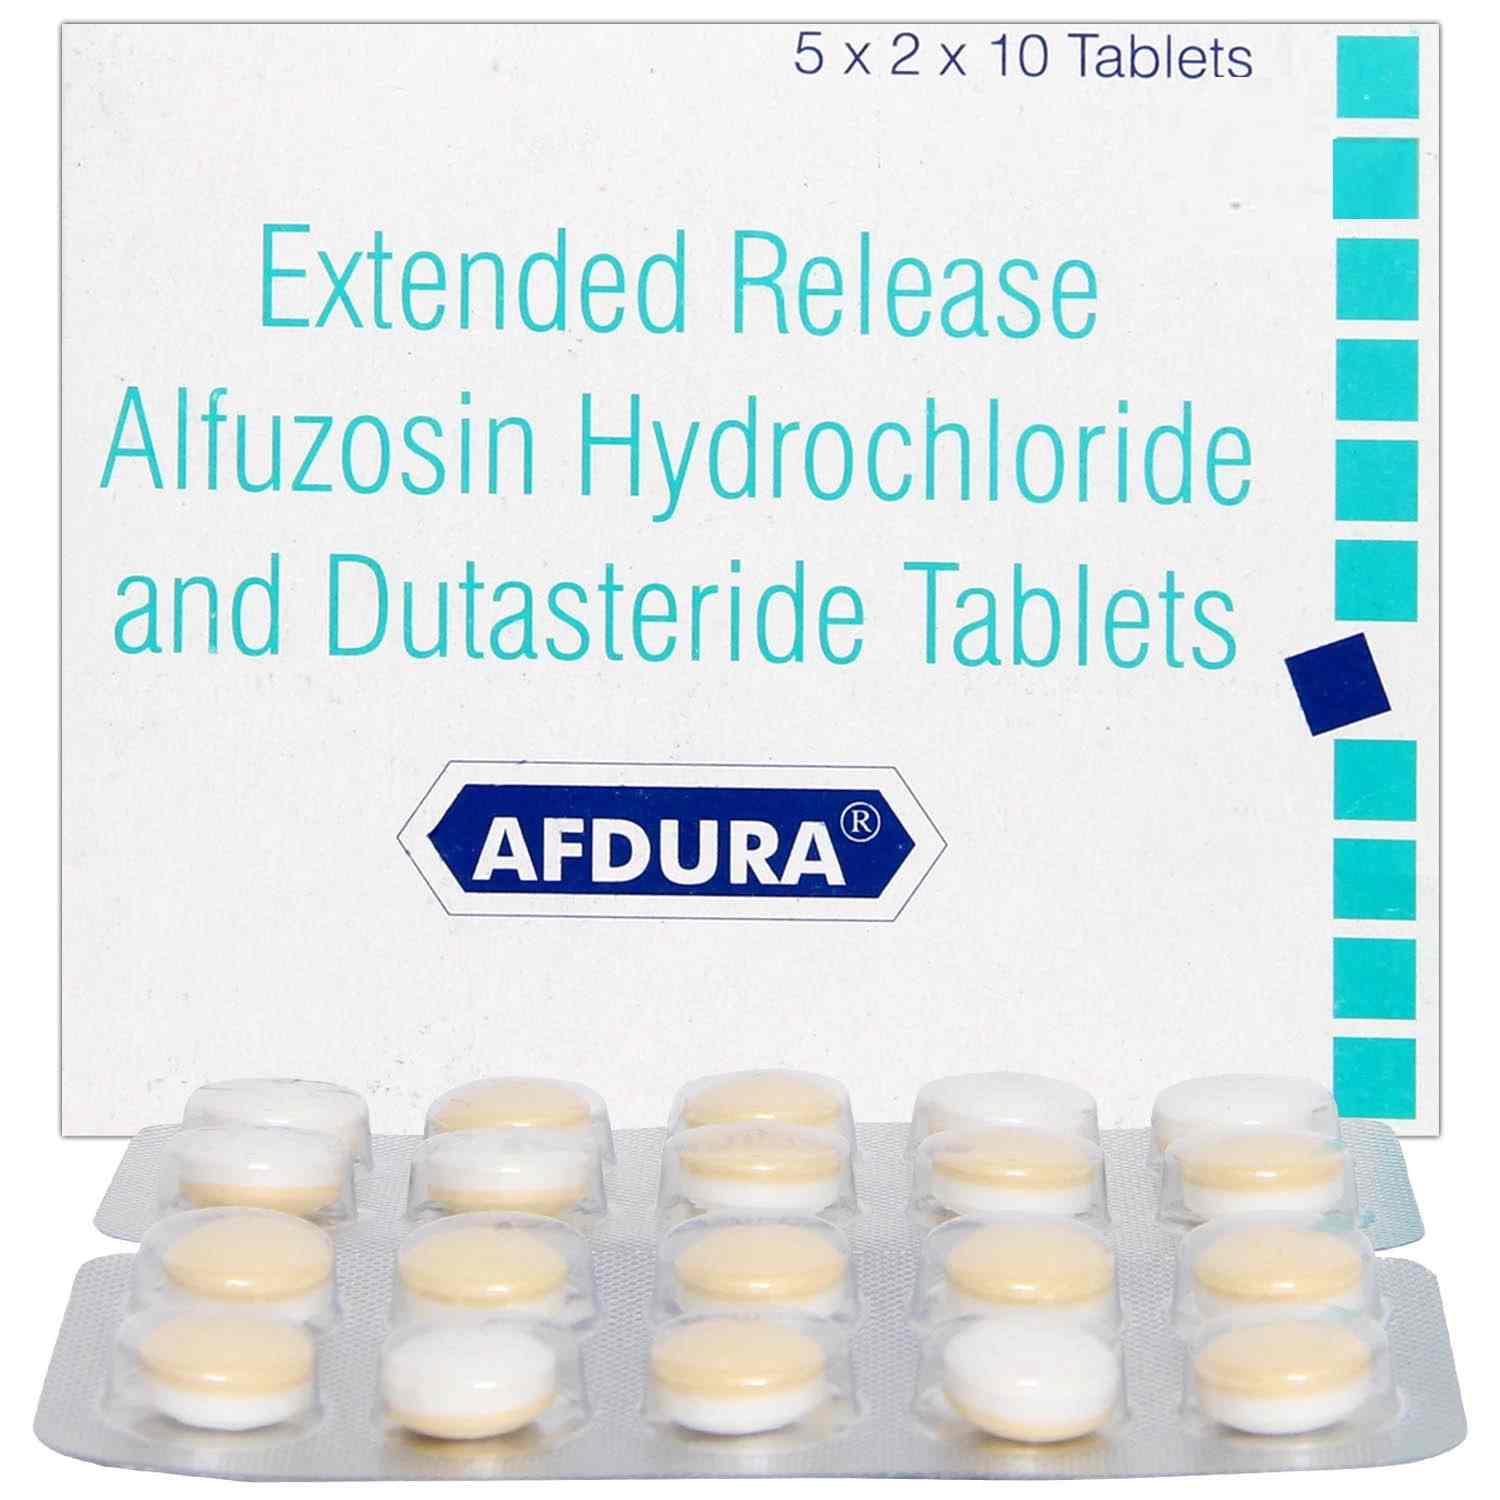 5 x 2 x 10 Tablets
Extended Release
Alfuzosin Hydrochloride
and Dutasteride Tablets
AFDURA®